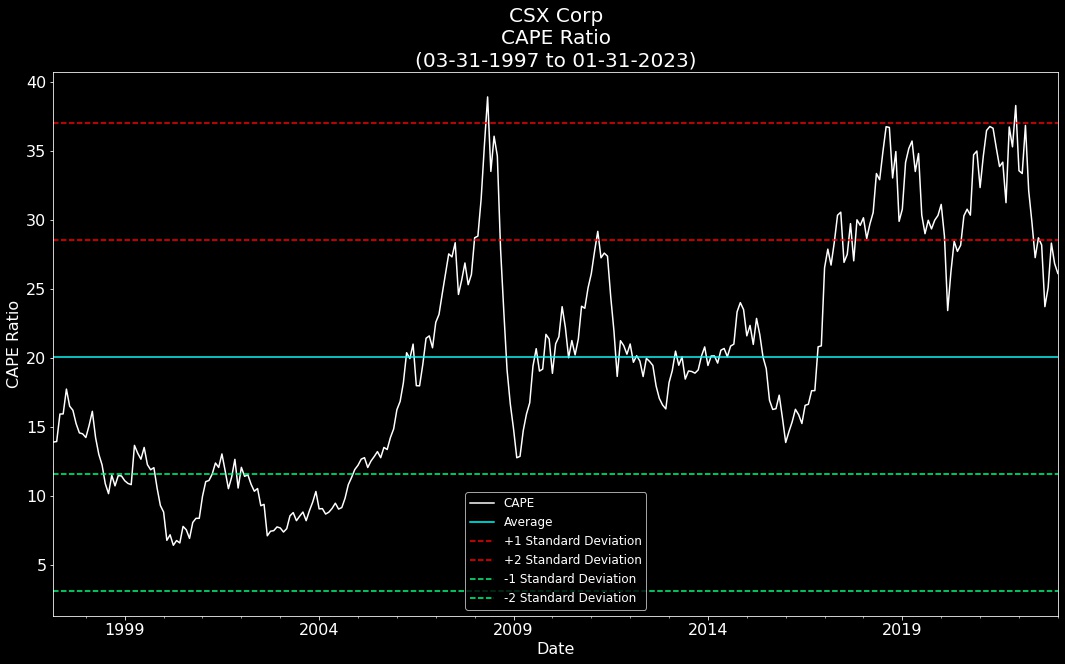 CSX Corp
CAPE Ratio
(03-31-1997 to 01-31-2023)
40
35
30
25
20
15
10
5
CAPE Ratio
CAPE
Average
+1 Standard Deviation
+2 Standard Deviation
-1 Standard Deviation
-2 Standard Deviation
1999 2004 2009 2014 2019
Date